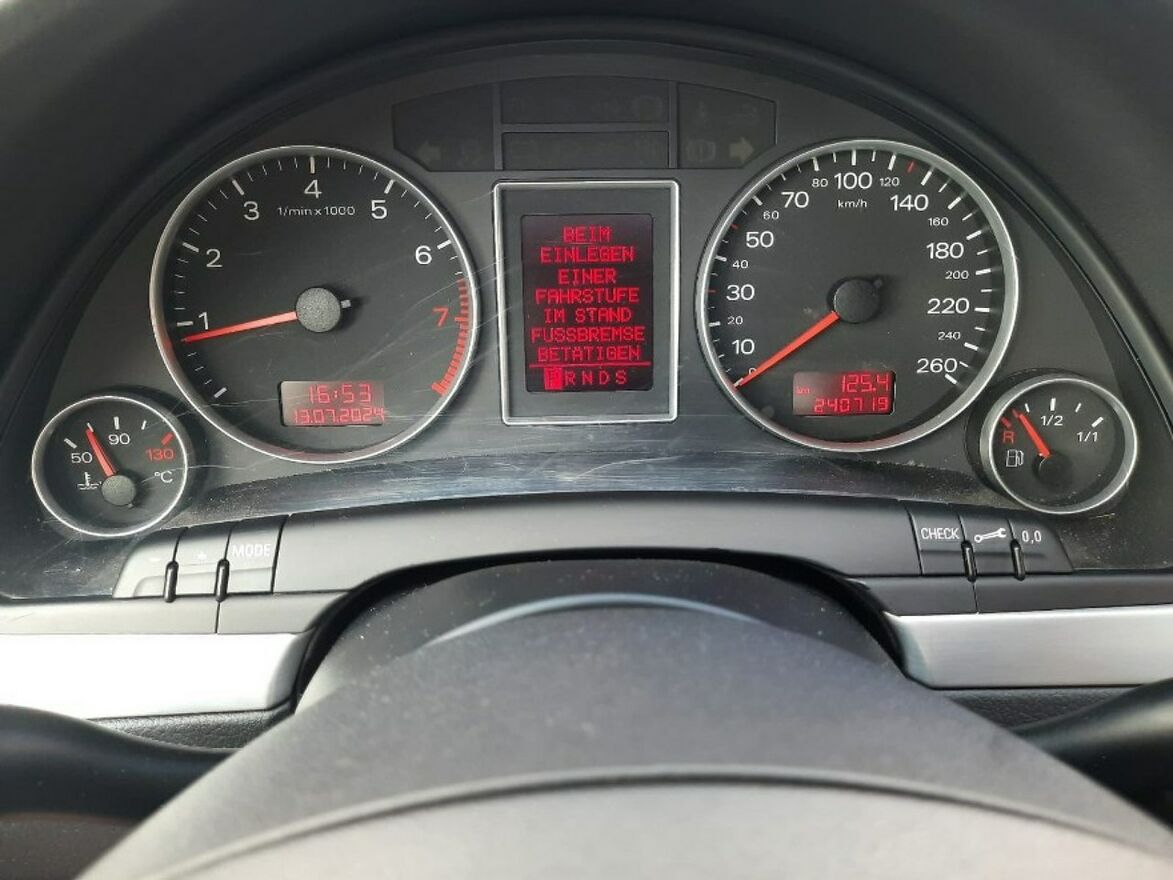 1
2
3
4
5
6
7
1/min x 1000
16:53
13.07.2024
50
90
130
°C
BEIM
EINLEGEN
EINER
FAHRSTUFE
IM STAND
FUSSBREMSE
BETÄTIGEN
P R N D S
0
10
20
30
40
50
60
70
80
100
120
140
160
180
200
220
240
260
km/h
km 125.4
240719
R
1/2
1/1
- + MODE
CHECK 0,0